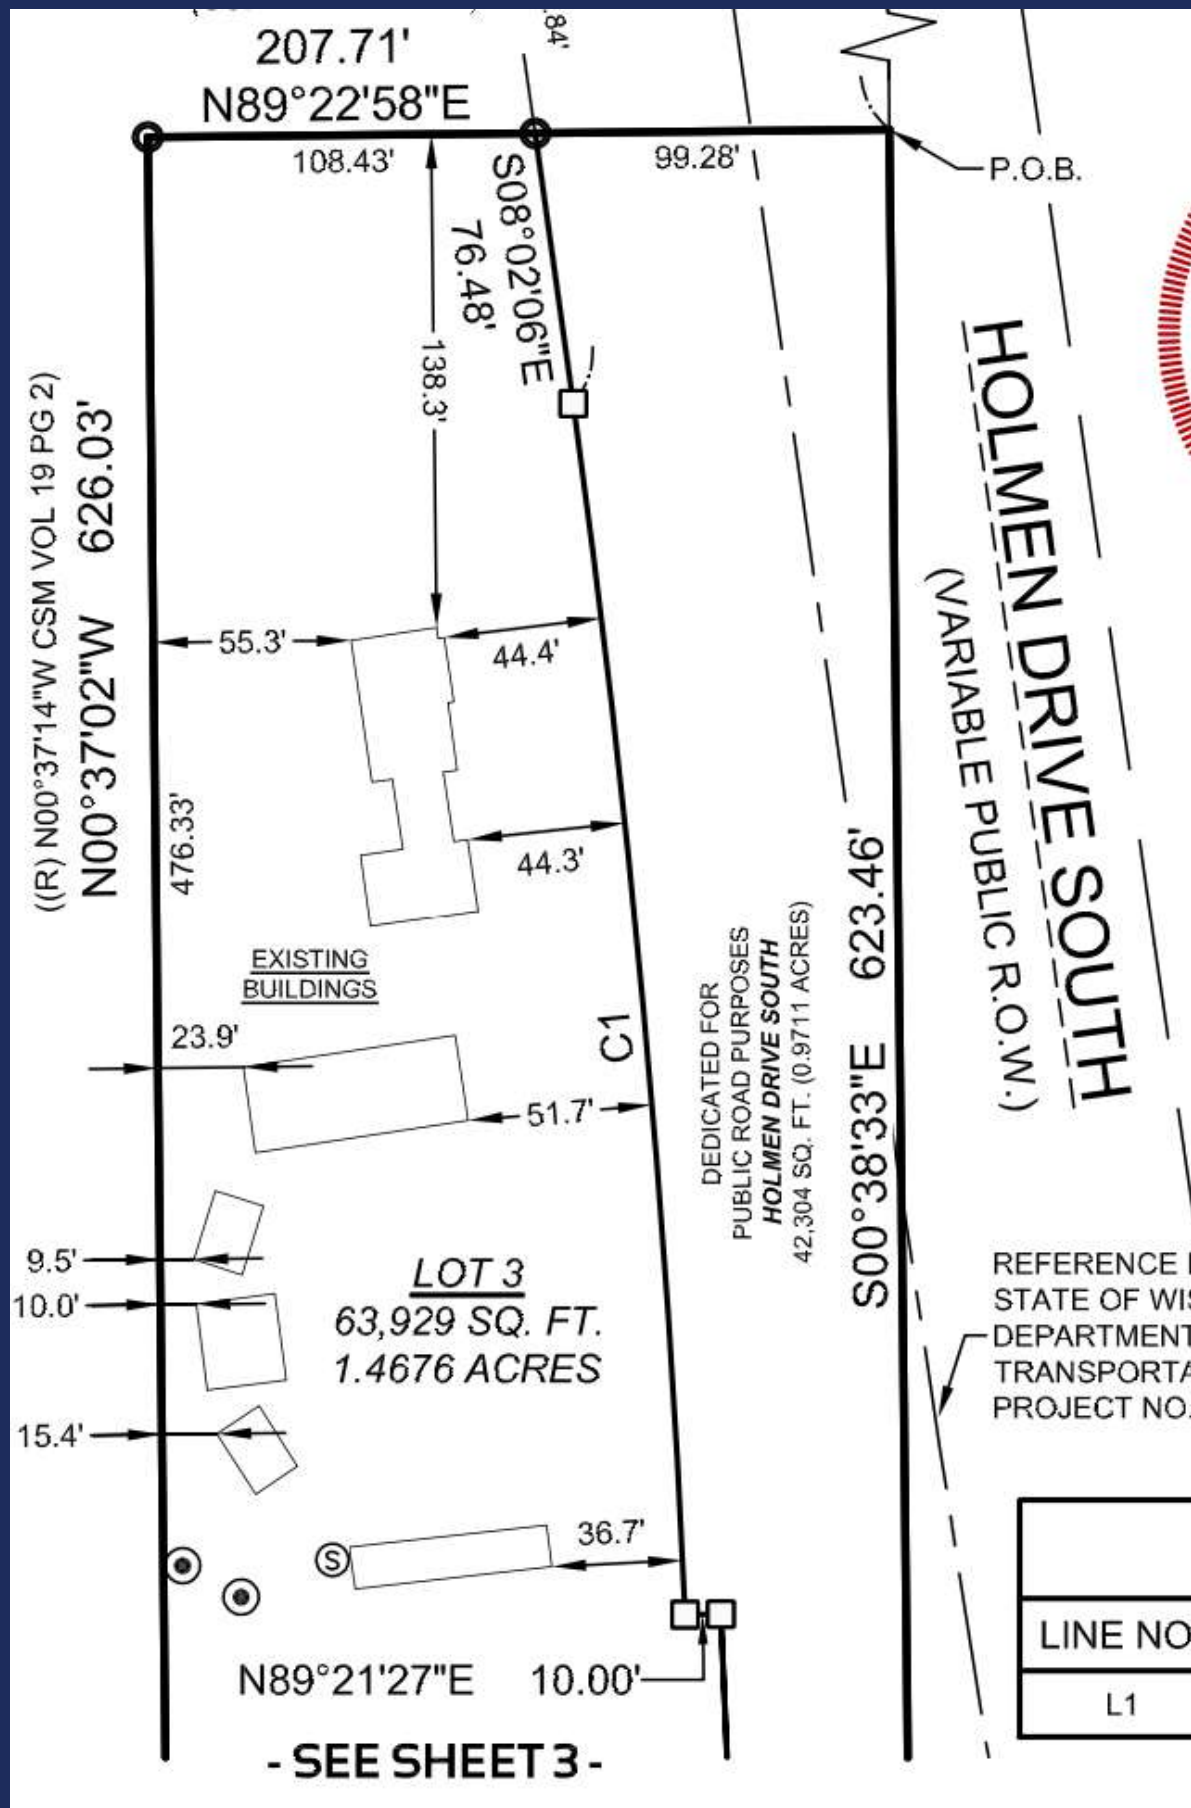 .84'
207.71'
N89°22'58"E
108.43'
99.28'
P.O.B.
S08°02'06"E
76.48'
138.3'
((R) N00°37'14"W CSM VOL 19 PG 2)
N00°37'02"W 626.03'
476.33'
HOLMEN DRIVE SOUTH
(VARIABLE PUBLIC R.O.W.)
55.3'
44.4'
44.3'
EXISTING
BUILDINGS
23.9'
51.7'
C1
DEDICATED FOR
PUBLIC ROAD PURPOSES
HOLMEN DRIVE SOUTH
42,304 SQ. FT. (0.9711 ACRES)
S00°38'33"E 623.46'
9.5'
10.0'
15.4'
LOT 3
63,929 SQ. FT.
1.4676 ACRES
REFERENCE
STATE OF WIS
DEPARTMENT
TRANSPORTA
PROJECT NO.
36.7'
S
N89°21'27"E 10.00'
LINE NO
L1
- SEE SHEET 3 -